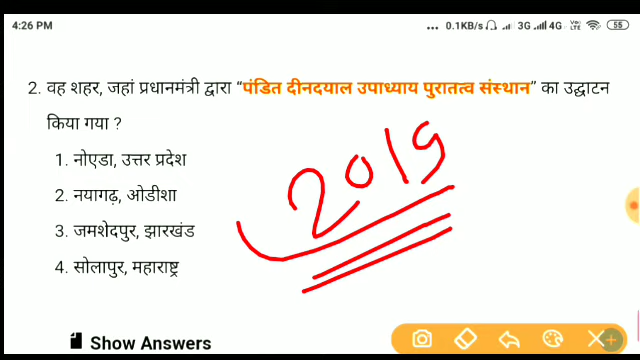 4:26 PM ... 0.1KB/s 3G 4G VoLTE 55
2. वह शहर, जहां प्रधानमंत्री द्वारा “पंडित दीनदयाल उपाध्याय पुरातत्व संस्थान” का उद्घाटन
किया गया ?
2019
1. नोएडा, उत्तर प्रदेश
2. नयागढ़, ओडीशा
3. जमशेदपुर, झारखंड
4. सोलापुर, महाराष्ट्र
Show Answers